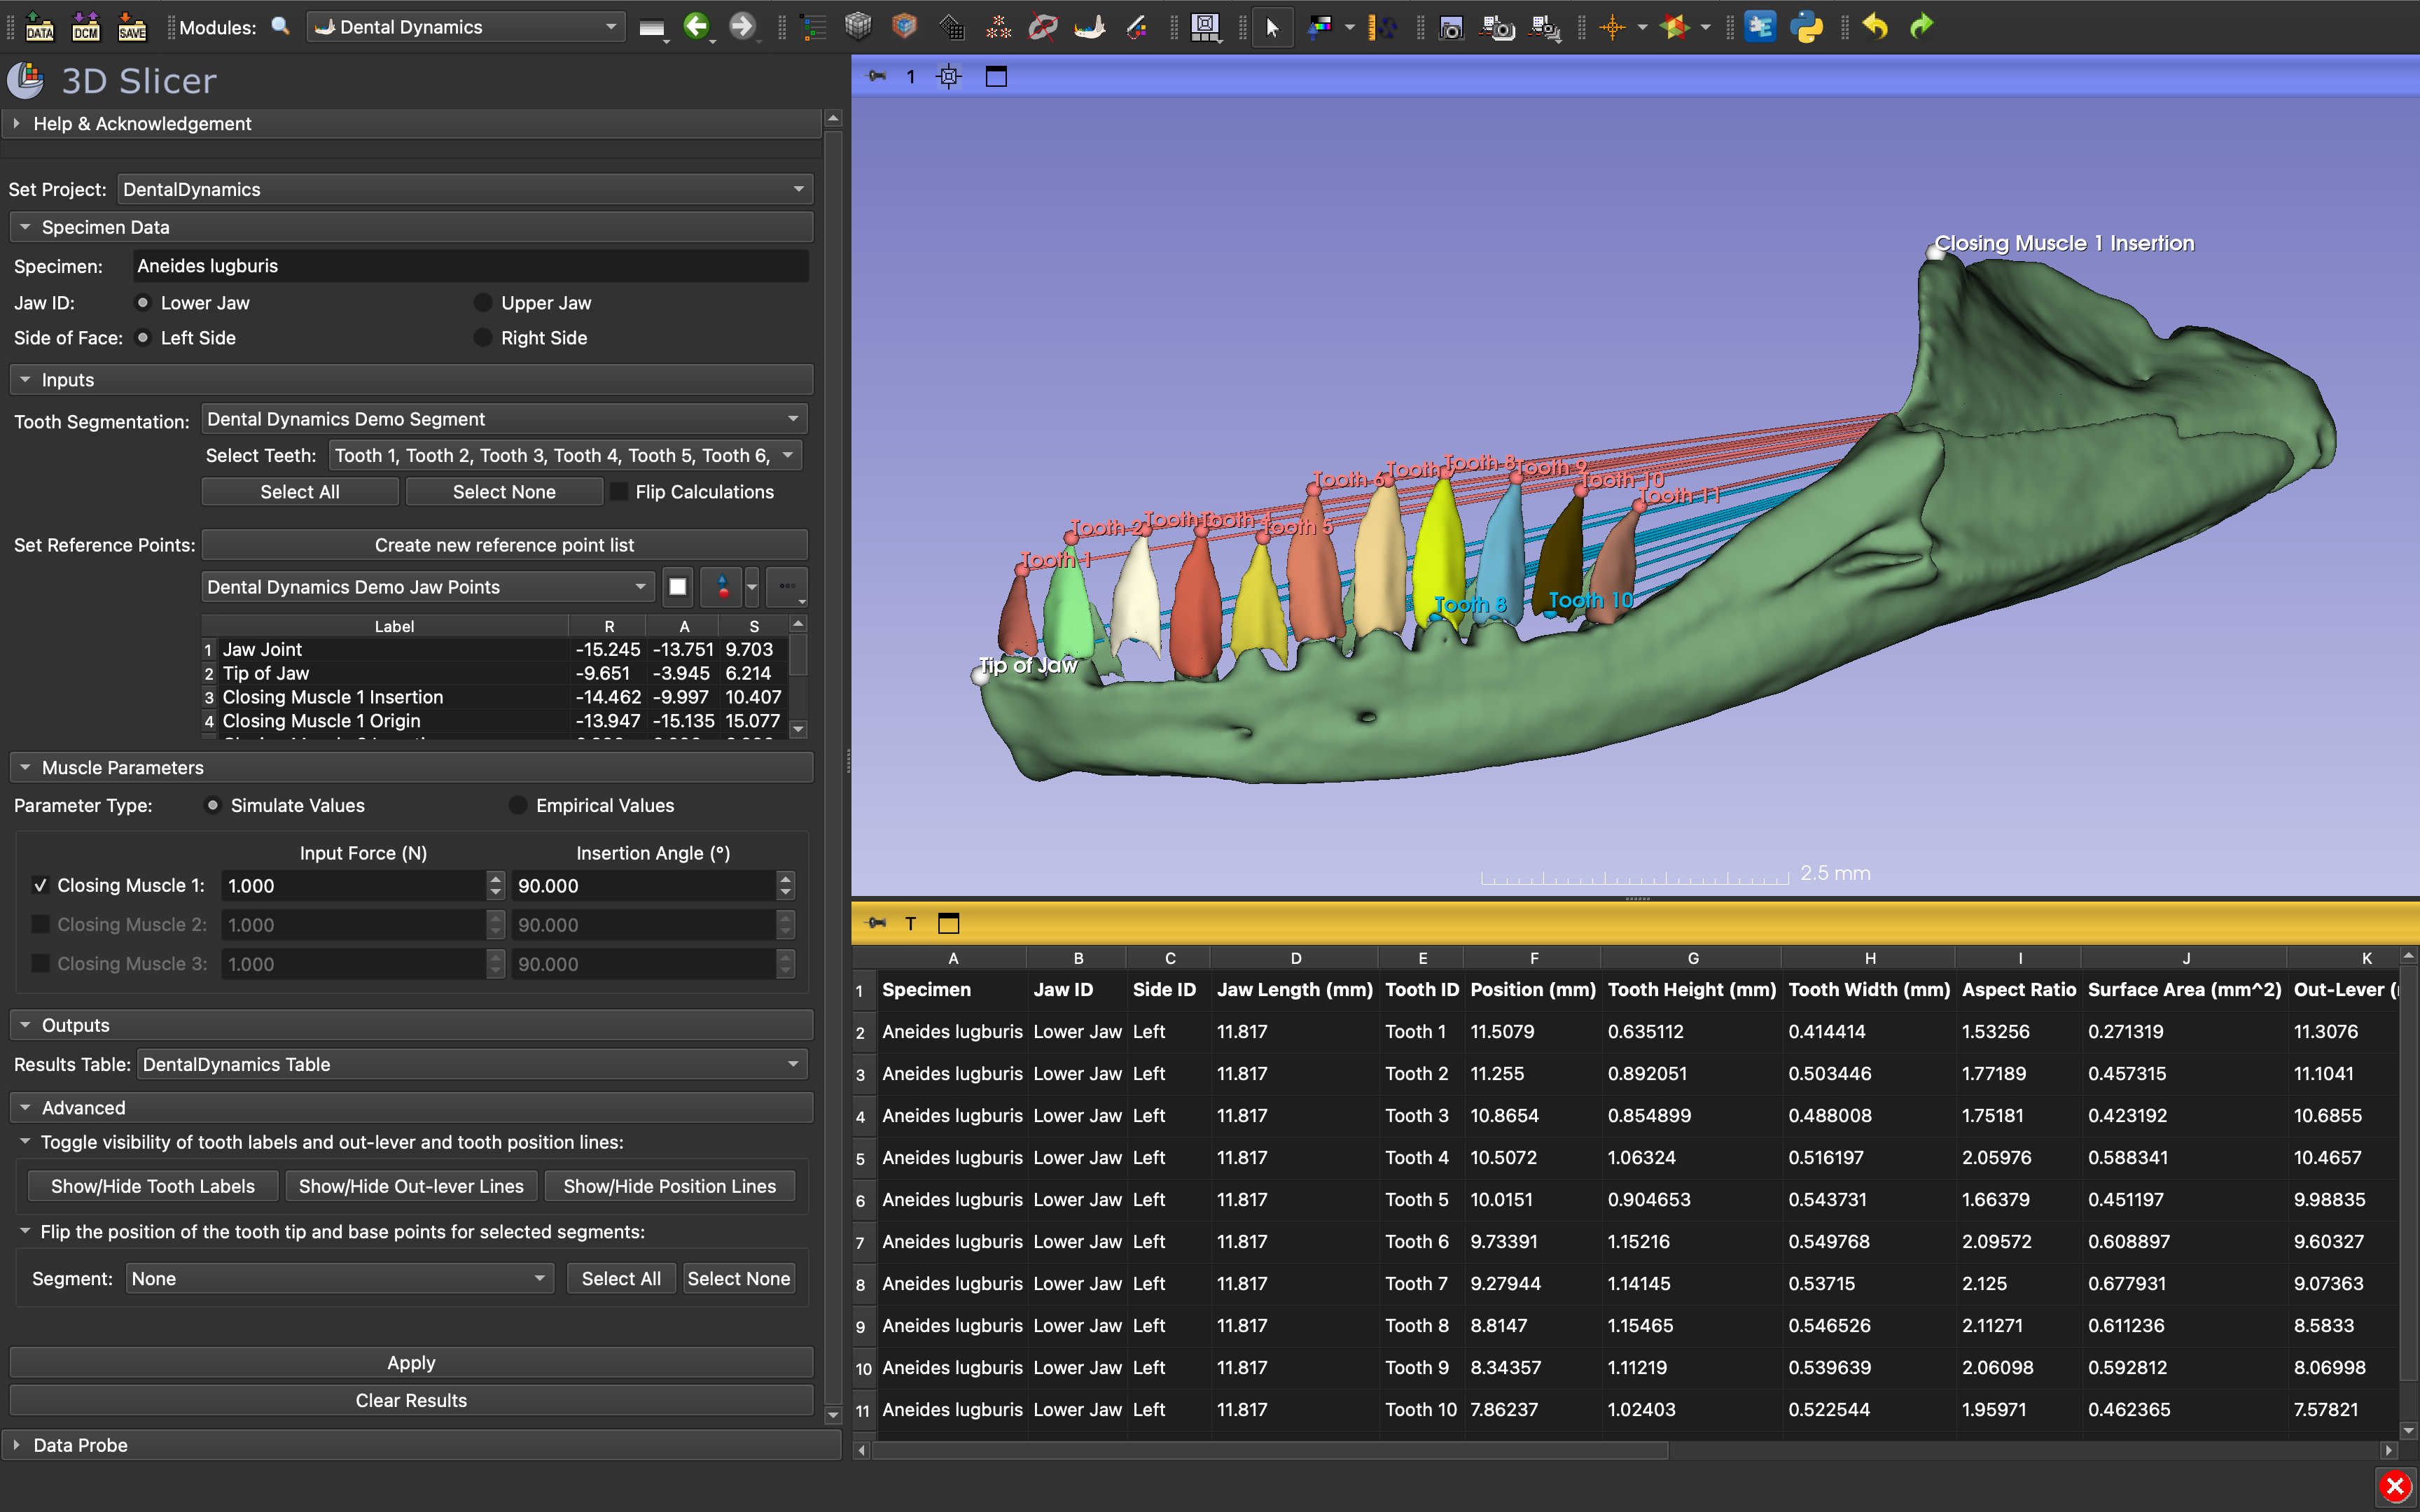 DATA DCM SAVE Modules: Dental Dynamics
3D Slicer
Help & Acknowledgement
Set Project: DentalDynamics
Specimen Data
Specimen: Aneides lugburis
Jaw ID: Lower Jaw Upper Jaw
Side of Face: Left Side Right Side
Inputs
Tooth Segmentation: Dental Dynamics Demo Segment
Select Teeth: Tooth 1, Tooth 2, Tooth 3, Tooth 4, Tooth 5, Tooth 6,
Select All Select None Flip Calculations
Set Reference Points: Create new reference point list
Dental Dynamics Demo Jaw Points
Label R A S
1 Jaw Joint -15.245 -13.751 9.703
2 Tip of Jaw -9.651 -3.945 6.214
3 Closing Muscle 1 Insertion -14.462 -9.997 10.407
4 Closing Muscle 1 Origin -13.947 -15.135 15.077
Muscle Parameters
Parameter Type: Simulate Values Empirical Values
Input Force (N) Insertion Angle (°)
Closing Muscle 1: 1.000 90.000
Closing Muscle 2: 1.000 90.000
Closing Muscle 3: 1.000 90.000
Outputs
Results Table: DentalDynamics Table
Advanced
Toggle visibility of tooth labels and out-lever and tooth position lines:
Show/Hide Tooth Labels Show/Hide Out-lever Lines Show/Hide Position Lines
Flip the position of the tooth tip and base points for selected segments:
Segment: None Select All Select None
Apply
Clear Results
Data Probe
1
Closing Muscle 1 Insertion
Tooth 1
Tooth 2
Tooth
Tooth 5
Tooth 6
Tooth
Tooth 8
Tooth 9
Tooth 10
Tooth 11
Tooth 8
Tooth 10
Tip of Jaw
2.5 mm
T
A B C D E F G H I J K
1 Specimen Jaw ID Side ID Jaw Length (mm) Tooth ID Position (mm) Tooth Height (mm) Tooth Width (mm) Aspect Ratio Surface Area (mm^2) Out-Lever (
2 Aneides lugburis Lower Jaw Left 11.817 Tooth 1 11.5079 0.635112 0.414414 1.53256 0.271319 11.3076
3 Aneides lugburis Lower Jaw Left 11.817 Tooth 2 11.255 0.892051 0.503446 1.77189 0.457315 11.1041
4 Aneides lugburis Lower Jaw Left 11.817 Tooth 3 10.8654 0.854899 0.488008 1.75181 0.423192 10.6855
5 Aneides lugburis Lower Jaw Left 11.817 Tooth 4 10.5072 1.06324 0.516197 2.05976 0.588341 10.4657
6 Aneides lugburis Lower Jaw Left 11.817 Tooth 5 10.0151 0.904653 0.543731 1.66379 0.451197 9.98835
7 Aneides lugburis Lower Jaw Left 11.817 Tooth 6 9.73391 1.15216 0.549768 2.09572 0.608897 9.60327
8 Aneides lugburis Lower Jaw Left 11.817 Tooth 7 9.27944 1.14145 0.53715 2.125 0.677931 9.07363
9 Aneides lugburis Lower Jaw Left 11.817 Tooth 8 8.8147 1.15465 0.546526 2.11271 0.611236 8.5833
10 Aneides lugburis Lower Jaw Left 11.817 Tooth 9 8.34357 1.11219 0.539639 2.06098 0.592812 8.06998
11 Aneides lugburis Lower Jaw Left 11.817 Tooth 10 7.86237 1.02403 0.522544 1.95971 0.462365 7.57821